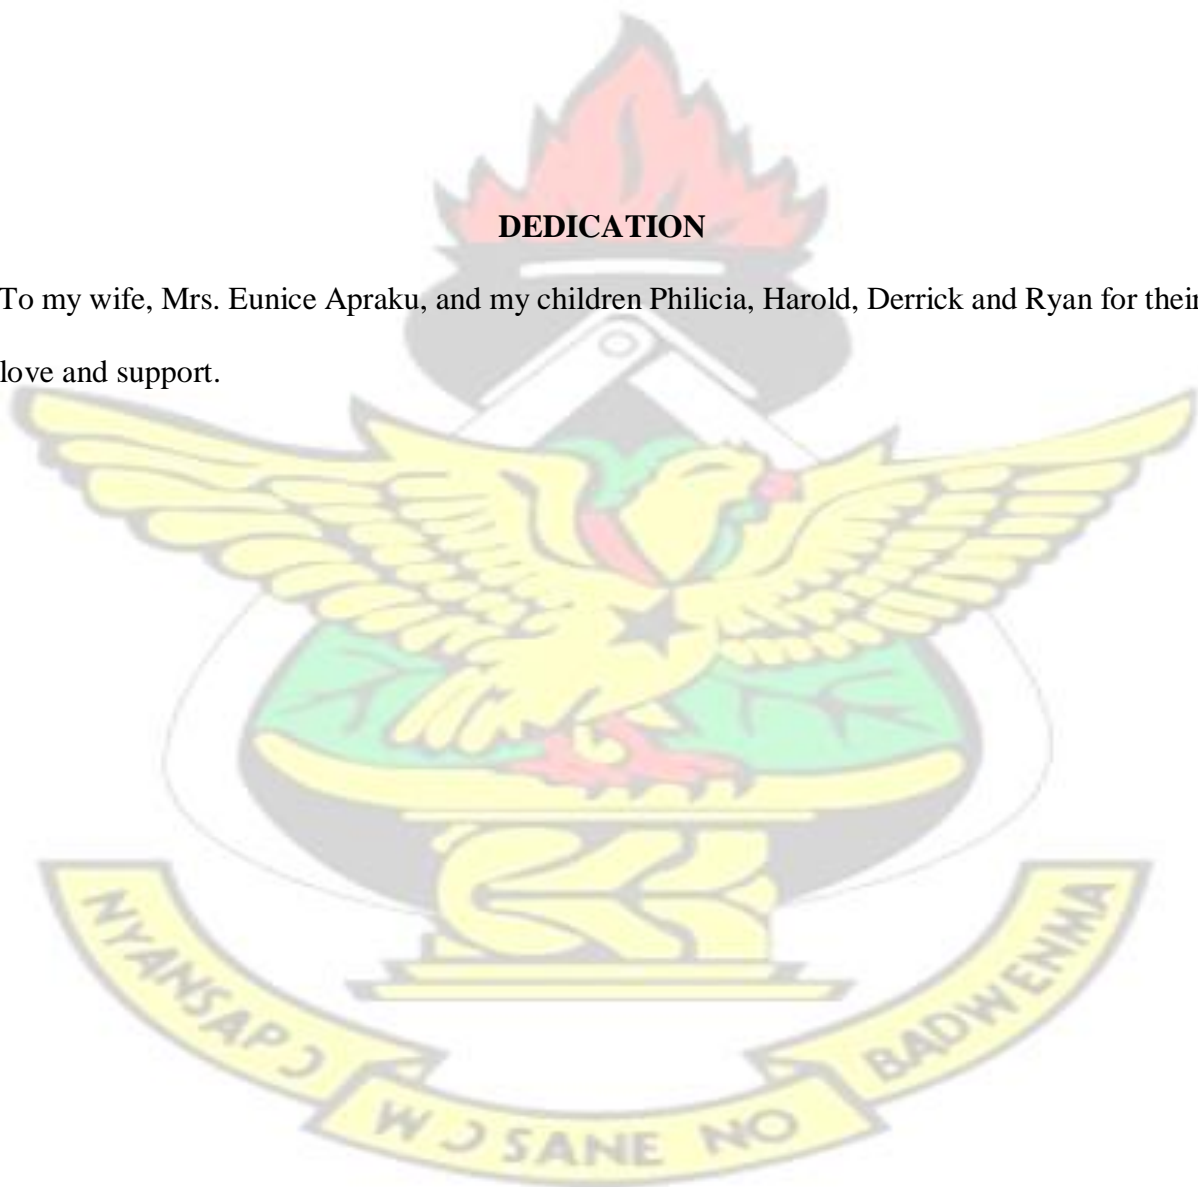 DEDICATION
To my wife, Mrs. Eunice Apraku, and my children Philicia, Harold, Derrick and Ryan for their
love and support.
NYANSAPƆ
WƆSANE NO
BADWENMA